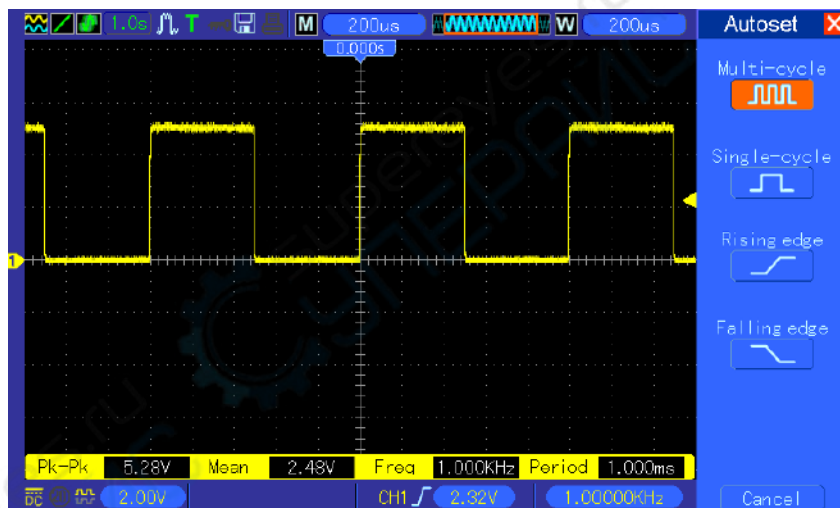 1.0s T M 200us W 200us
0.000s
Autoset X
Multi-cycle
Single-cycle
Rising edge
Falling edge
1
СУПЕРАЙС
Pk-Pk 5.28V Mean 2.48V Freq 1.000KHz Period 1.000ms
DC 2.00V CH1 2.32V 1.00000KHz
Cancel